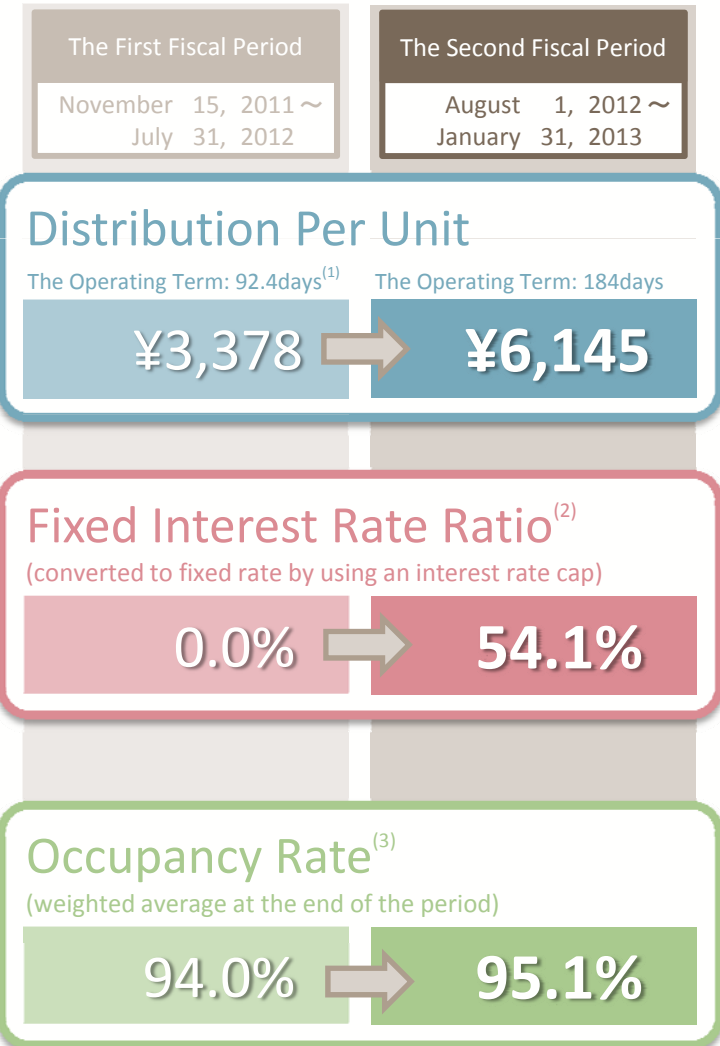 The First Fiscal Period
November 15, 2011～
July 31, 2012
The Second Fiscal Period
August 1, 2012～
January 31, 2013
Distribution Per Unit
The Operating Term: 92.4days(1)
The Operating Term: 184days
¥3,378
¥6,145
Fixed Interest Rate Ratio(2)
(converted to fixed rate by using an interest rate cap)
0.0%
54.1%
Occupancy Rate(3)
(weighted average at the end of the period)
94.0%
95.1%